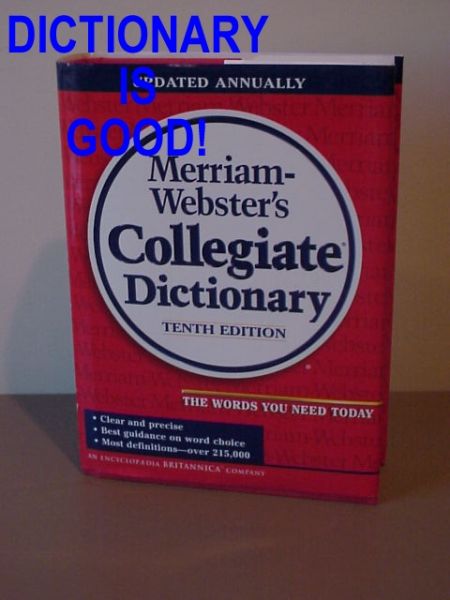 DICTIONARY
IS
GOOD!
UPDATED ANNUALLY
Merriam-
Webster's
Collegiate®
Dictionary
TENTH EDITION
THE WORDS YOU NEED TODAY
• Clear and precise
• Best guidance on word choice
• Most definitions—over 215,000
AN ENCYCLOPÆDIA BRITANNICA® COMPANY